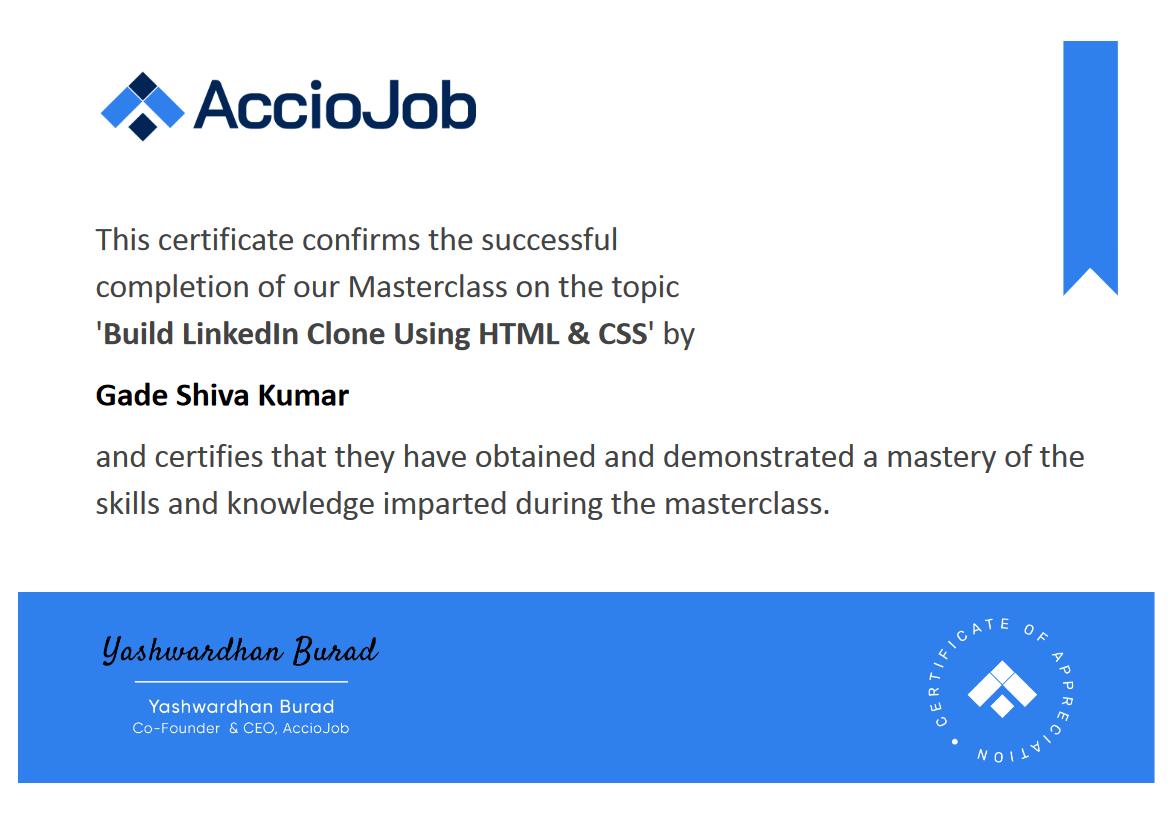 AccioJob
This certificate confirms the successful
completion of our Masterclass on the topic
'Build LinkedIn Clone Using HTML & CSS' by
Gade Shiva Kumar
and certifies that they have obtained and demonstrated a mastery of the
skills and knowledge imparted during the masterclass.
Yashwardhan Burad
Yashwardhan Burad
Co-Founder & CEO, AccioJob
CERTIFICATE OF APPRECIATION •